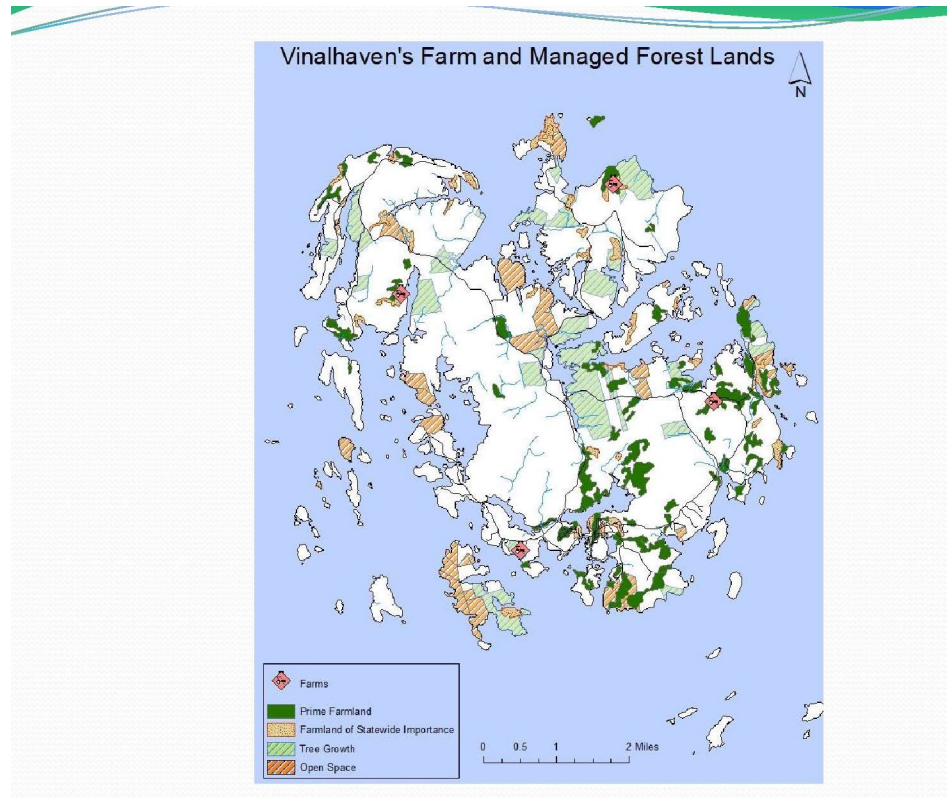 Vinalhaven's Farm and Managed Forest Lands
N
Farms
Prime Farmland
Farmland of Statewide Importance
Tree Growth
Open Space
0 0.5 1 2 Miles